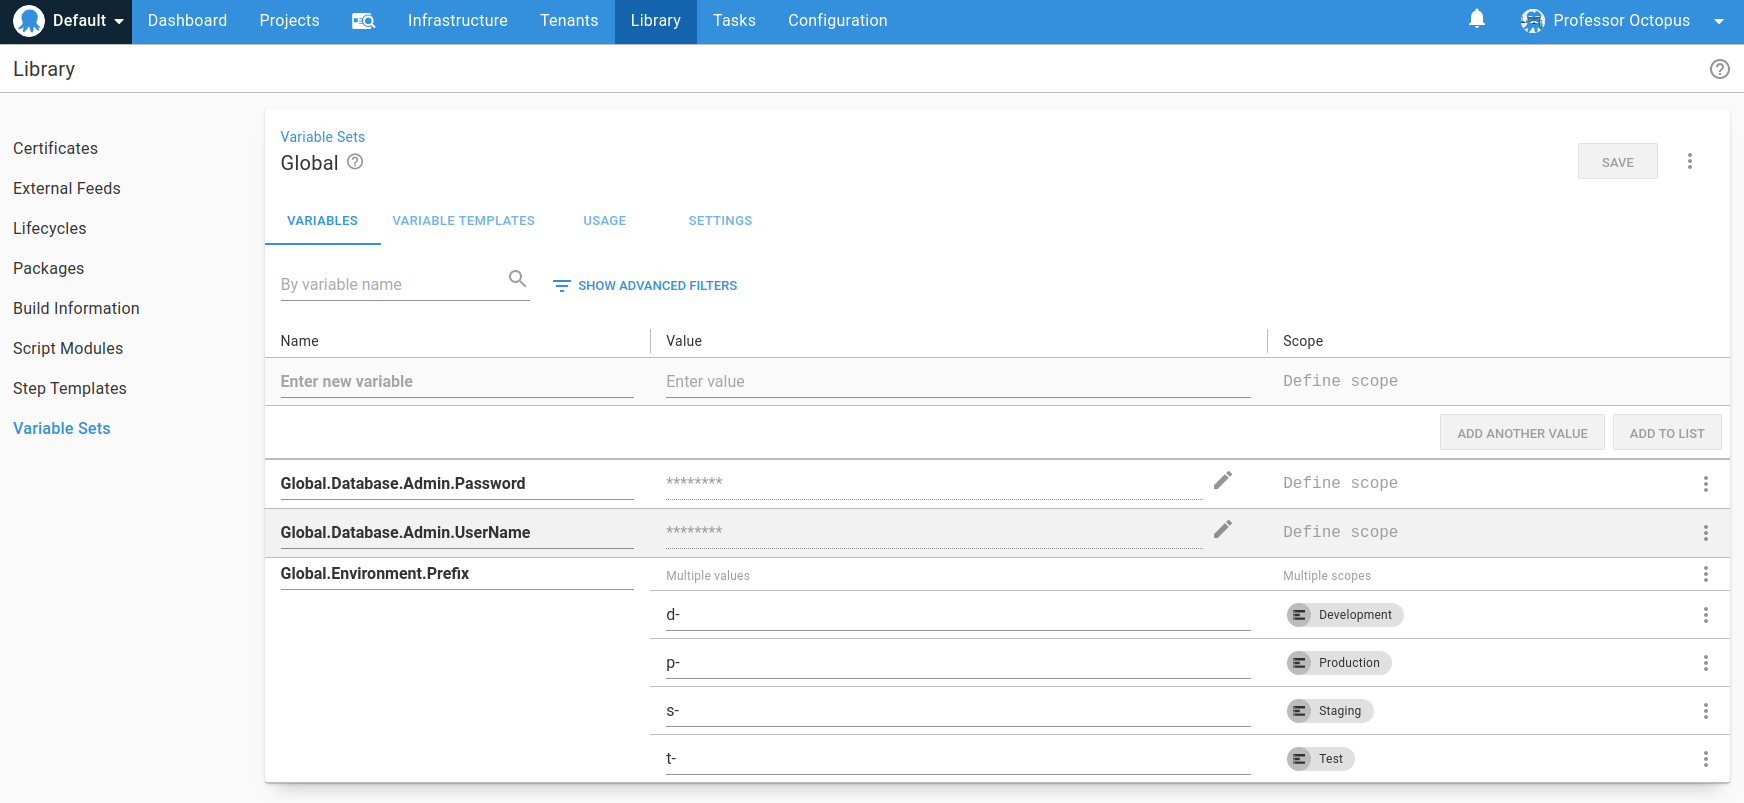 Default Dashboard Projects Infrastructure Tenants Library Tasks Configuration Professor Octopus
Library
Certificates
External Feeds
Lifecycles
Packages
Build Information
Script Modules
Step Templates
Variable Sets
Variable Sets
Global
SAVE
VARIABLES VARIABLE TEMPLATES USAGE SETTINGS
By variable name SHOW ADVANCED FILTERS
Name Value Scope
Enter new variable Enter value Define scope
ADD ANOTHER VALUE ADD TO LIST
Global.Database.Admin.Password ******** Define scope
Global.Database.Admin.UserName ******** Define scope
Global.Environment.Prefix Multiple values Multiple scopes
d- Development
p- Production
s- Staging
t- Test